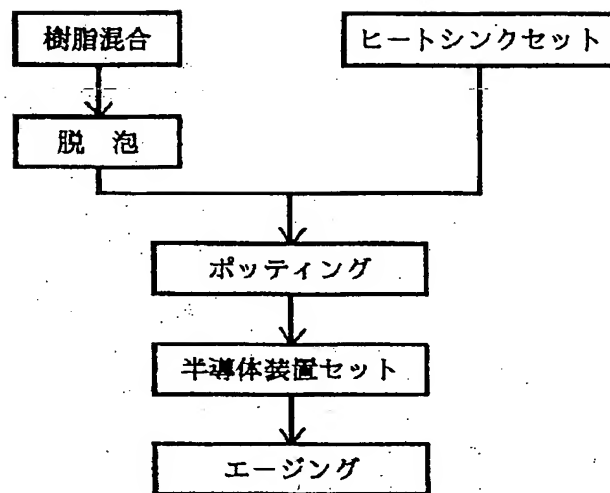 樹脂混合
ヒートシンクセット
脱　泡
ポッティング
半導体装置セット
エージング